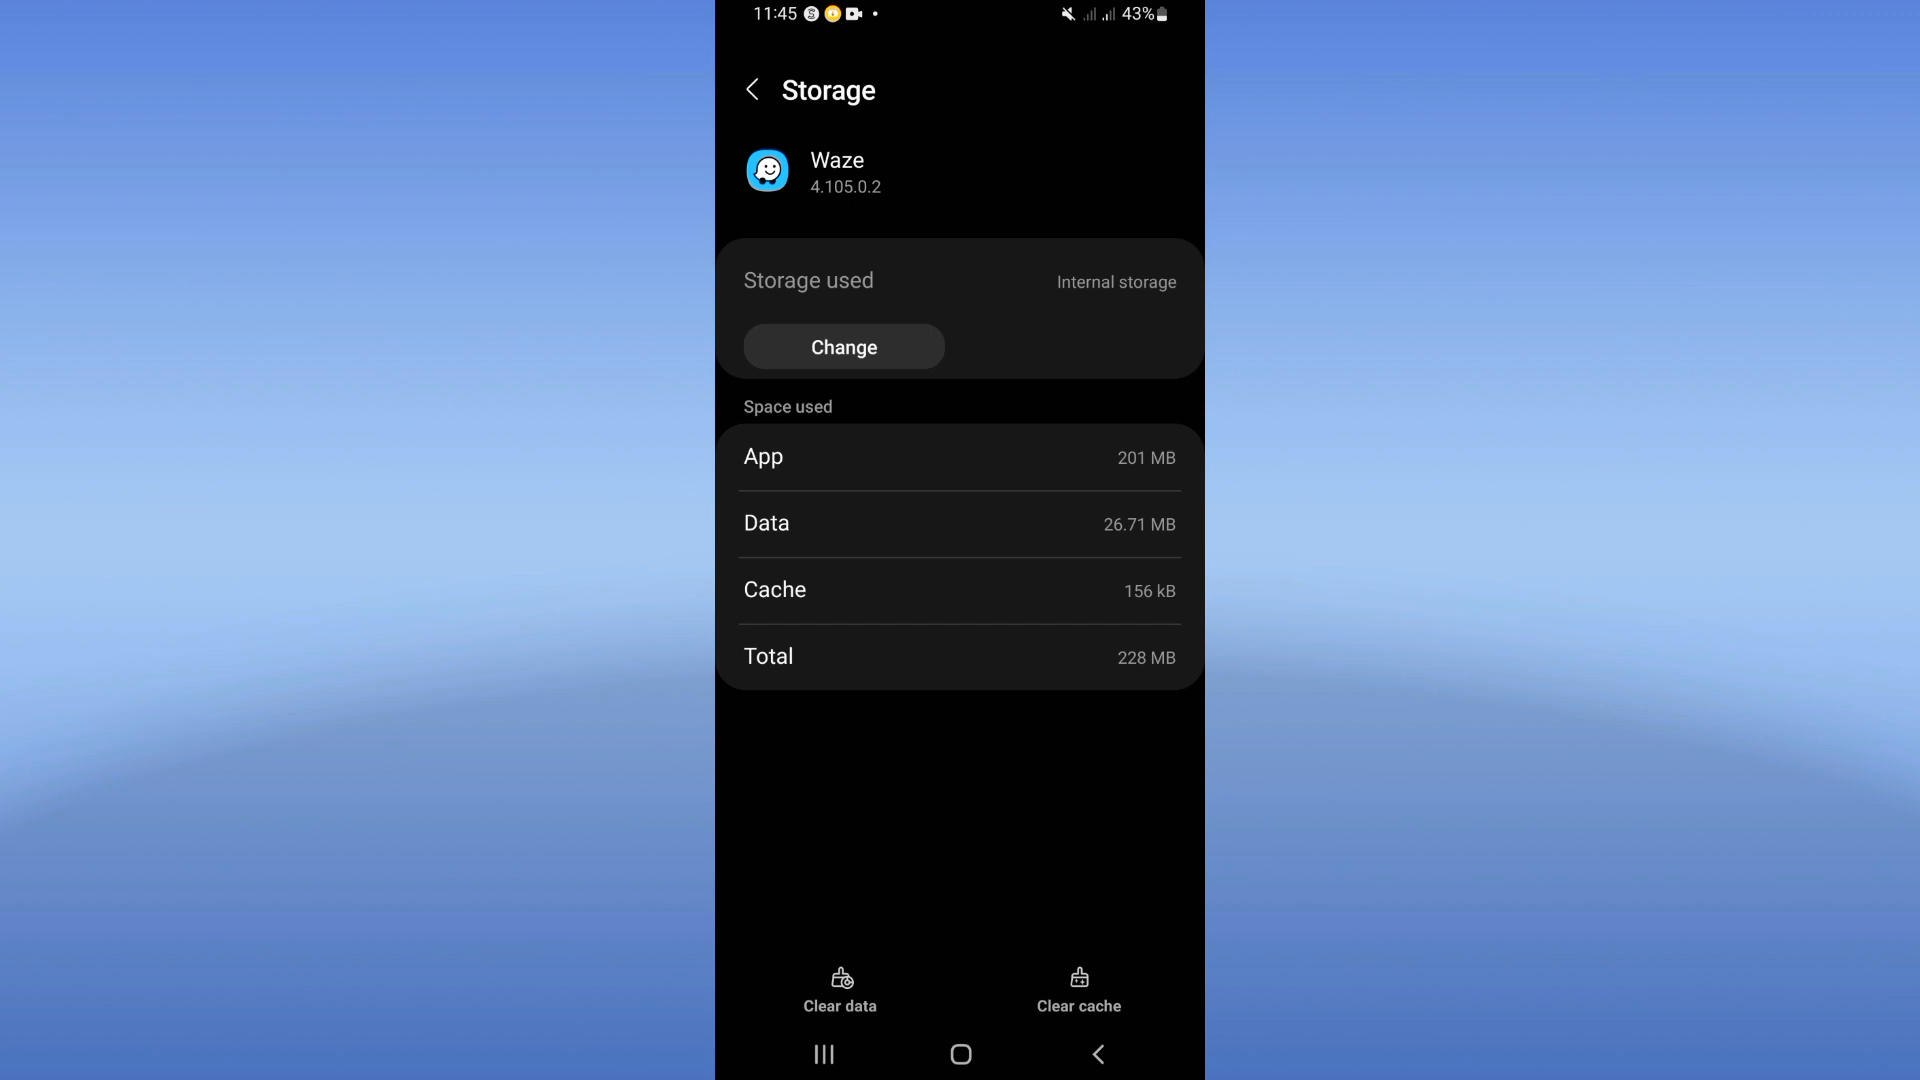 11:45 43%
Storage
Waze
4.105.0.2
Storage used Internal storage
Change
Space used
App 201 MB
Data 26.71 MB
Cache 156 kB
Total 228 MB
Clear data Clear cache